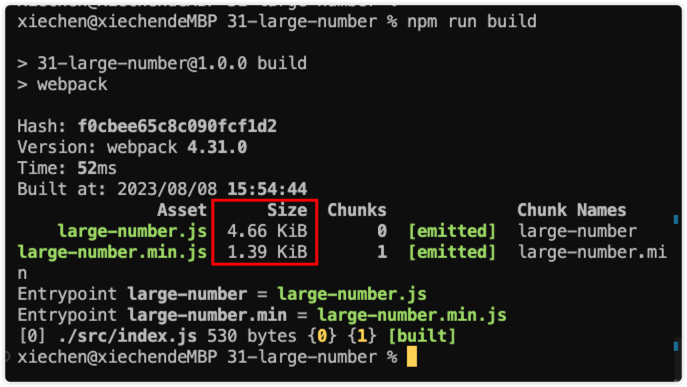 xiechen@xiechendeMBP 31-large-number % npm run build
> 31-large-number@1.0.0 build
> webpack
Hash: f0cbee65c8c090fcf1d2
Version: webpack 4.31.0
Time: 52ms
Built at: 2023/08/08 15:54:44
Asset Size Chunks Chunk Names
large-number.js 4.66 KiB 0 [emitted] large-number
large-number.min.js 1.39 KiB 1 [emitted] large-number.mi
n
Entrypoint large-number = large-number.js
Entrypoint large-number.min = large-number.min.js
[0] ./src/index.js 530 bytes {0} {1} [built]
xiechen@xiechendeMBP 31-large-number %